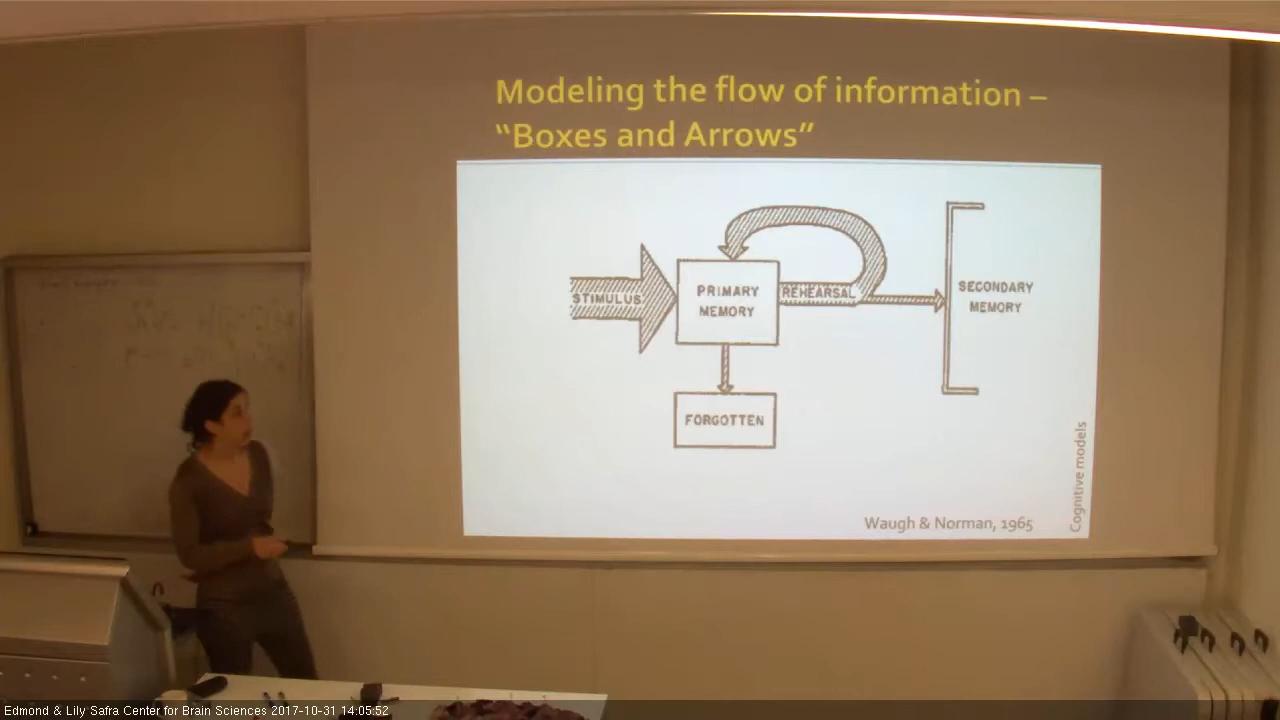 Modeling the flow of information –
“Boxes and Arrows”
STIMULUS
PRIMARY
MEMORY
REHEARSAL
SECONDARY
MEMORY
FORGOTTEN
Cognitive models
Waugh & Norman, 1965
Edmond & Lily Safra Center for Brain Sciences 2017-10-31 14:05:52